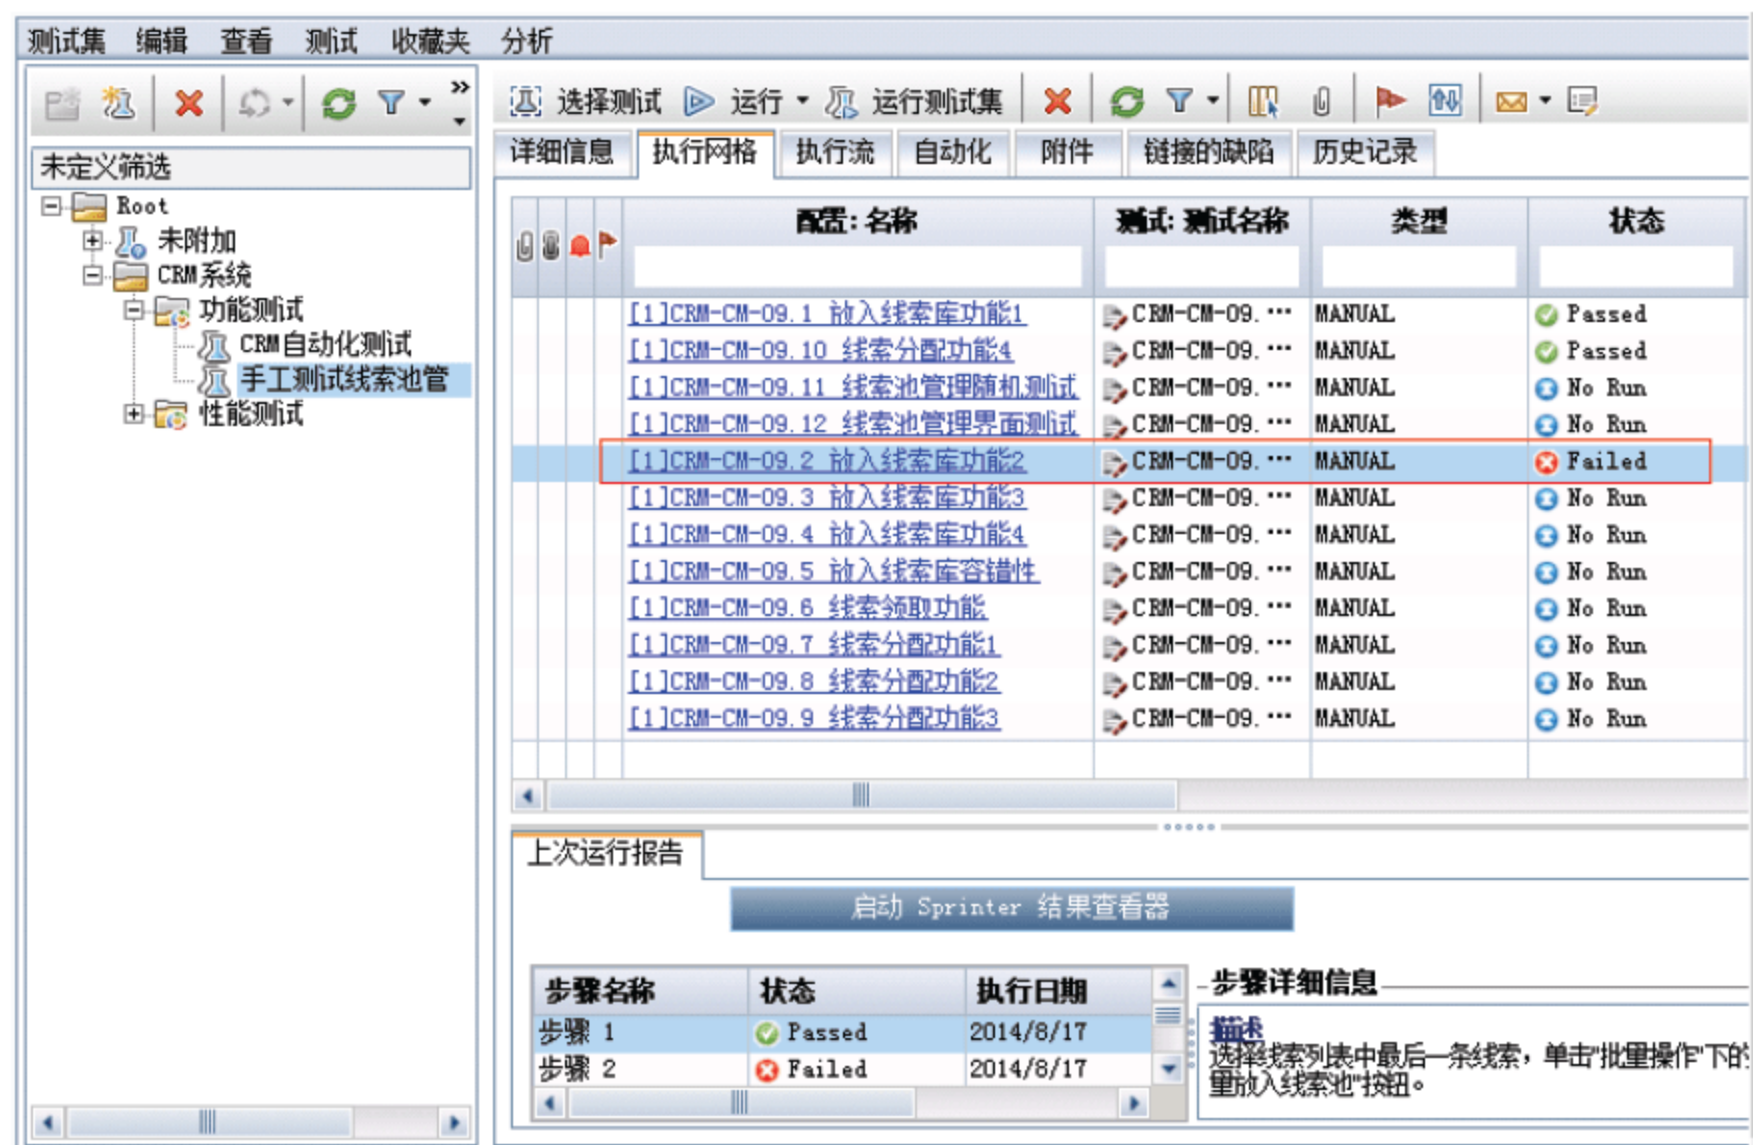 测试集 编辑 查看 测试 收藏夹 分析
选择测试 运行 运行测试集
详细信息 执行网格 执行流 自动化 附件 链接的缺陷 历史记录
未定义筛选
Root
未附加
CRM系统
功能测试
CRM自动化测试
手工测试线索池管
性能测试
配置: 名称 测试: 测试名称 类型 状态
[1]CRM-CM-09.1 放入线索库功能1 CRM-CM-09. ··· MANUAL Passed
[1]CRM-CM-09.10 线索分配功能4 CRM-CM-09. ··· MANUAL Passed
[1]CRM-CM-09.11 线索池管理随机测试 CRM-CM-09. ··· MANUAL No Run
[1]CRM-CM-09.12 线索池管理界面测试 CRM-CM-09. ··· MANUAL No Run
[1]CRM-CM-09.2 放入线索库功能2 CRM-CM-09. ··· MANUAL Failed
[1]CRM-CM-09.3 放入线索库功能3 CRM-CM-09. ··· MANUAL No Run
[1]CRM-CM-09.4 放入线索库功能4 CRM-CM-09. ··· MANUAL No Run
[1]CRM-CM-09.5 放入线索库容错性 CRM-CM-09. ··· MANUAL No Run
[1]CRM-CM-09.6 线索领取功能 CRM-CM-09. ··· MANUAL No Run
[1]CRM-CM-09.7 线索分配功能1 CRM-CM-09. ··· MANUAL No Run
[1]CRM-CM-09.8 线索分配功能2 CRM-CM-09. ··· MANUAL No Run
[1]CRM-CM-09.9 线索分配功能3 CRM-CM-09. ··· MANUAL No Run
上次运行报告
启动 Sprinter 结果查看器
步骤名称 状态 执行日期
步骤 1 Passed 2014/8/17
步骤 2 Failed 2014/8/17
步骤详细信息
描述
选择线索列表中最后一条线索，单击"批量操作"下的
量放入线索池"按钮。